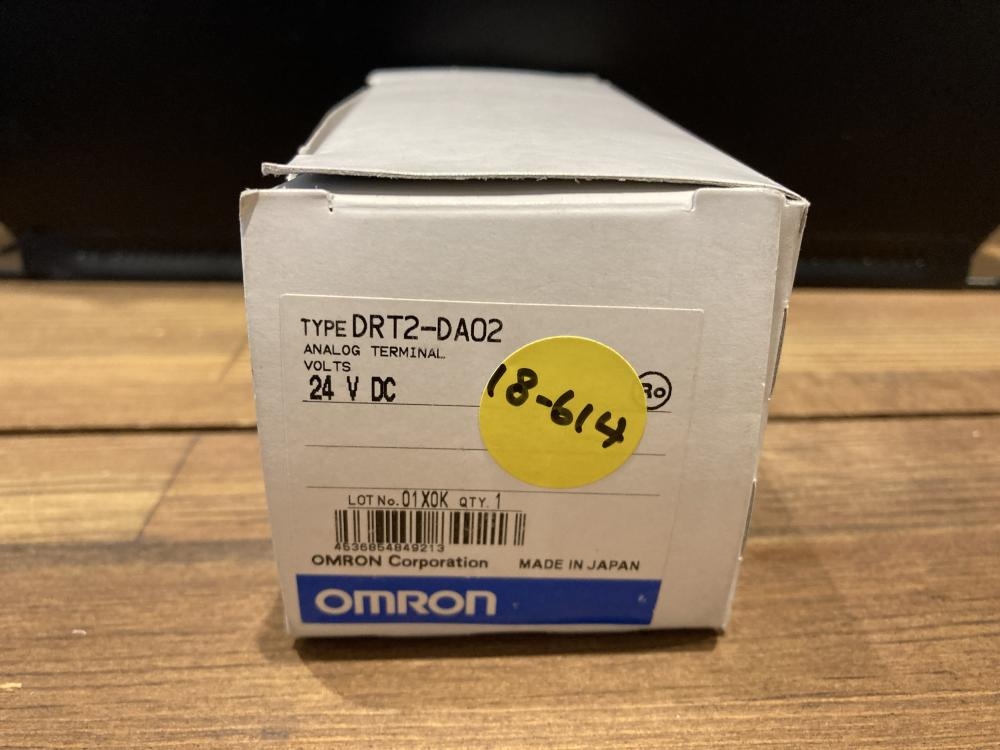 TYPE DRT2-DA02
ANALOG TERMINAL
VOLTS
24 V DC
18-614
Ro
LOT No. 01X0K QTY. 1
4536854849213
OMRON Corporation MADE IN JAPAN
OMRON